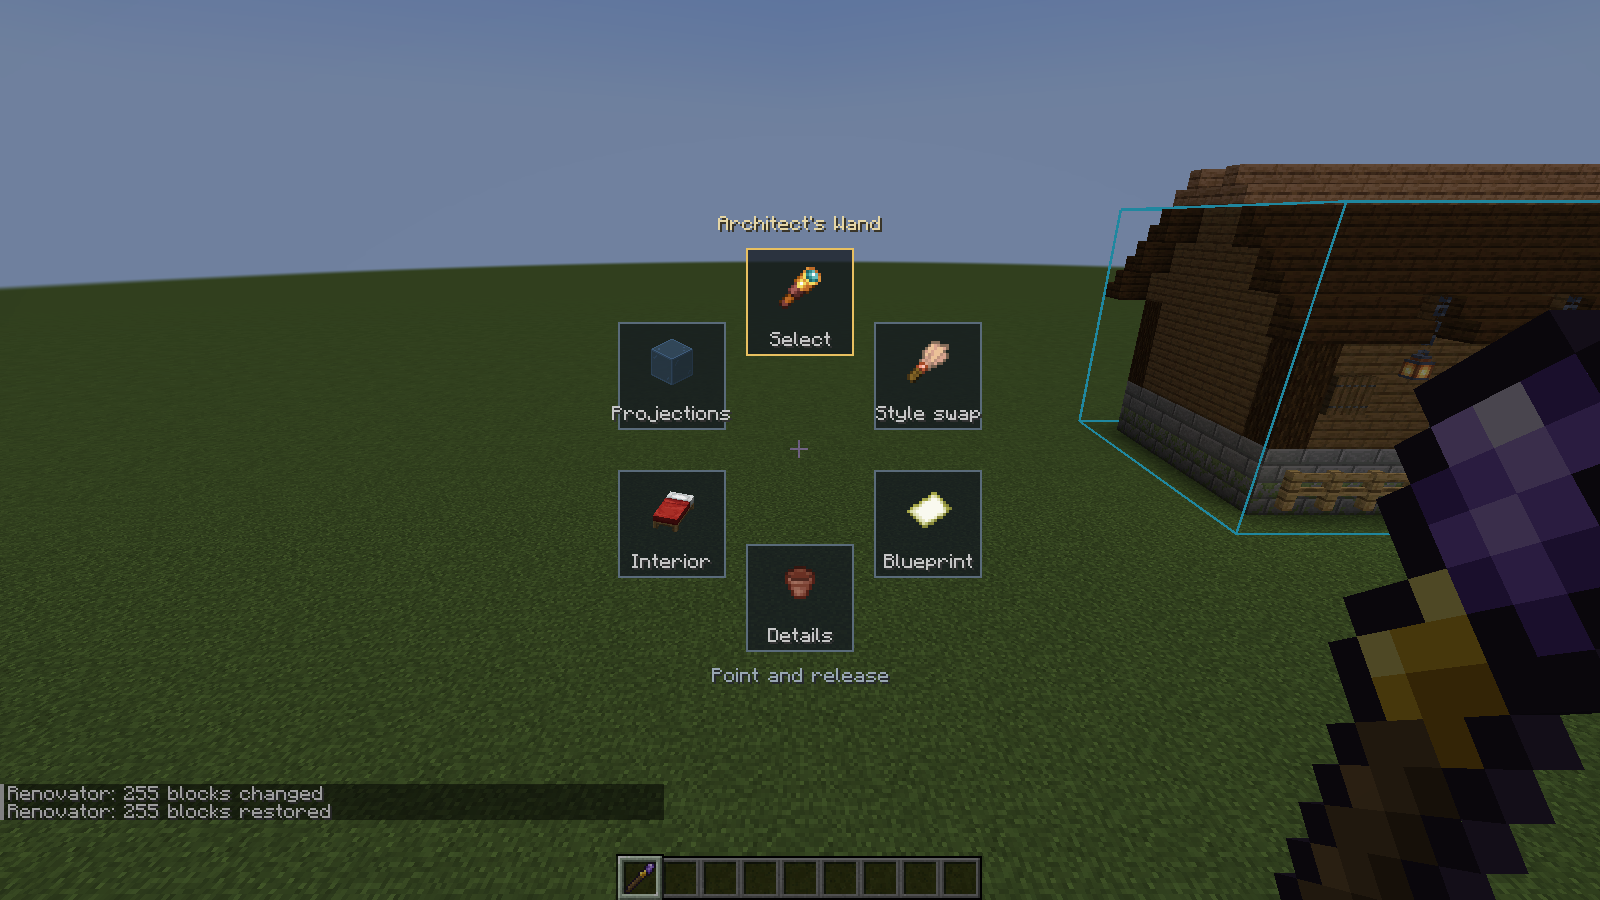 Architect's Wand
Select
Projections
Style swap
Interior
Blueprint
Details
Point and release
Renovator: 255 blocks changed
Renovator: 255 blocks restored